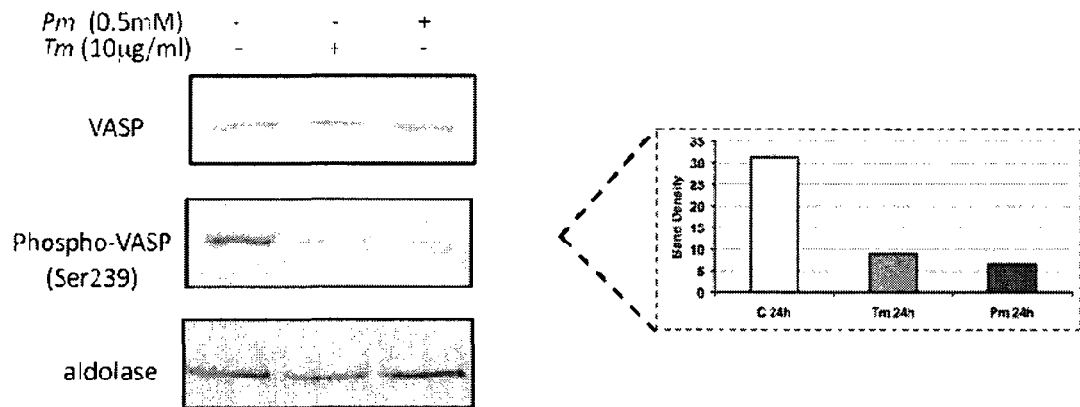 Pm (0.5mM) - - +
Tm (10µg/ml) - + -
VASP
Phospho-VASP
(Ser239)
aldolase
35
30
25
20
15
10
5
0
Band Density
C 24h Tm 24h Pm 24h